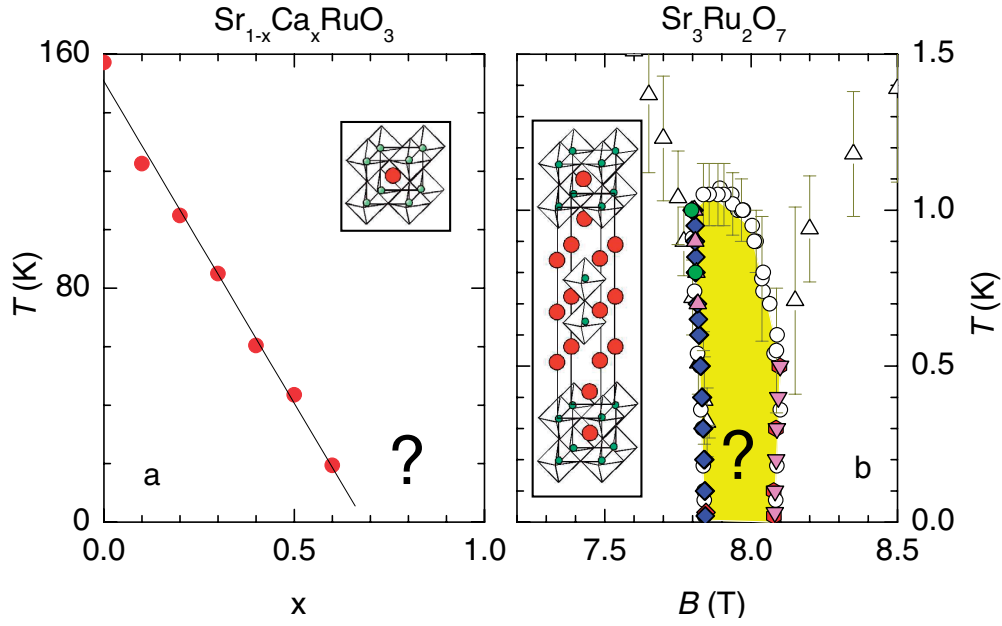 Sr₁₋ₓCaₓRuO₃
Sr₃Ru₂O₇
160
80
0
T (K)
0.0
0.5
1.0
x
a
?
1.5
1.0
0.5
0.0
T (K)
7.5
8.0
8.5
B (T)
b
?